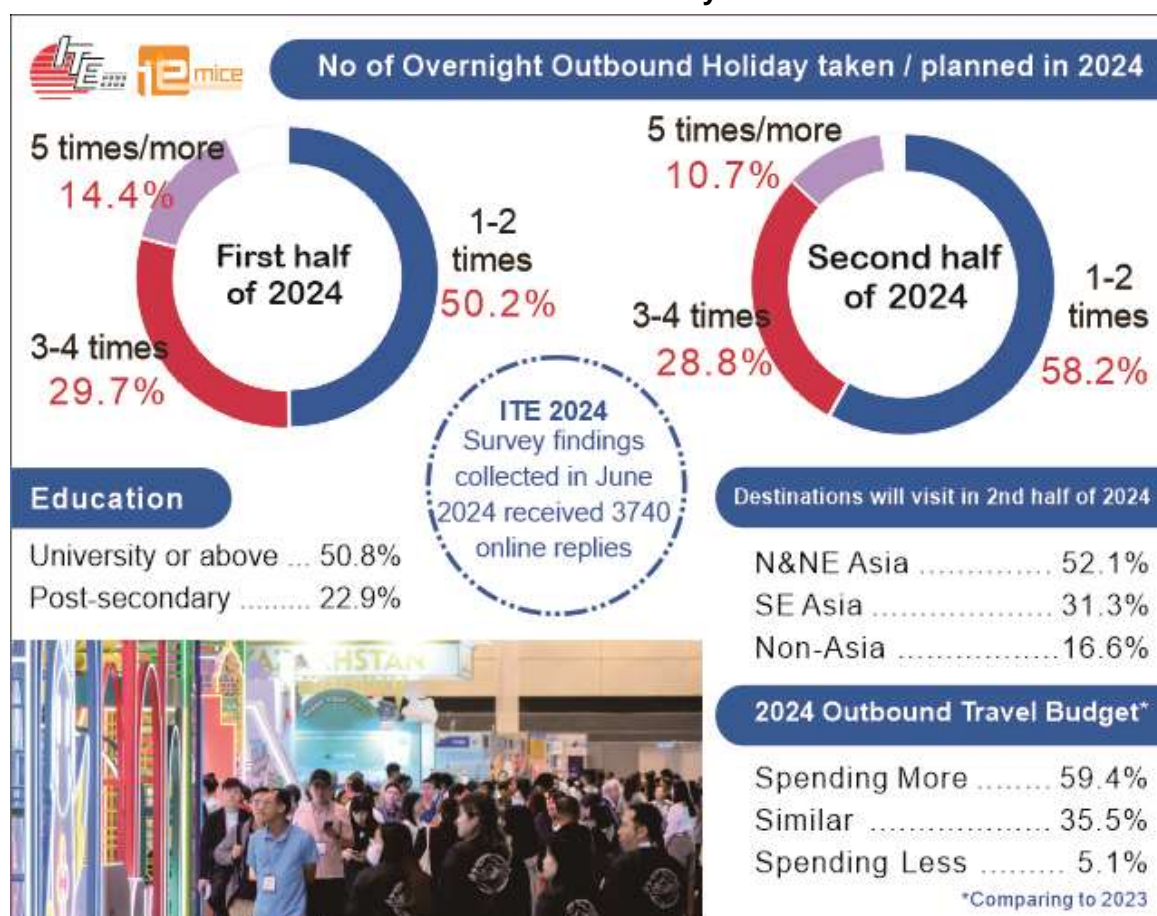 ITE
ite mice
No of Overnight Outbound Holiday taken / planned in 2024
5 times/more
14.4%
First half
of 2024
1-2
times
50.2%
3-4 times
29.7%
5 times/more
10.7%
Second half
of 2024
1-2
times
58.2%
3-4 times
28.8%
ITE 2024
Survey findings
collected in June
2024 received 3740
online replies
Education
University or above ... 50.8%
Post-secondary ......... 22.9%
Destinations will visit in 2nd half of 2024
N&NE Asia ............... 52.1%
SE Asia .................... 31.3%
Non-Asia ..................16.6%
2024 Outbound Travel Budget*
Spending More ........ 59.4%
Similar .................... 35.5%
Spending Less ......... 5.1%
*Comparing to 2023